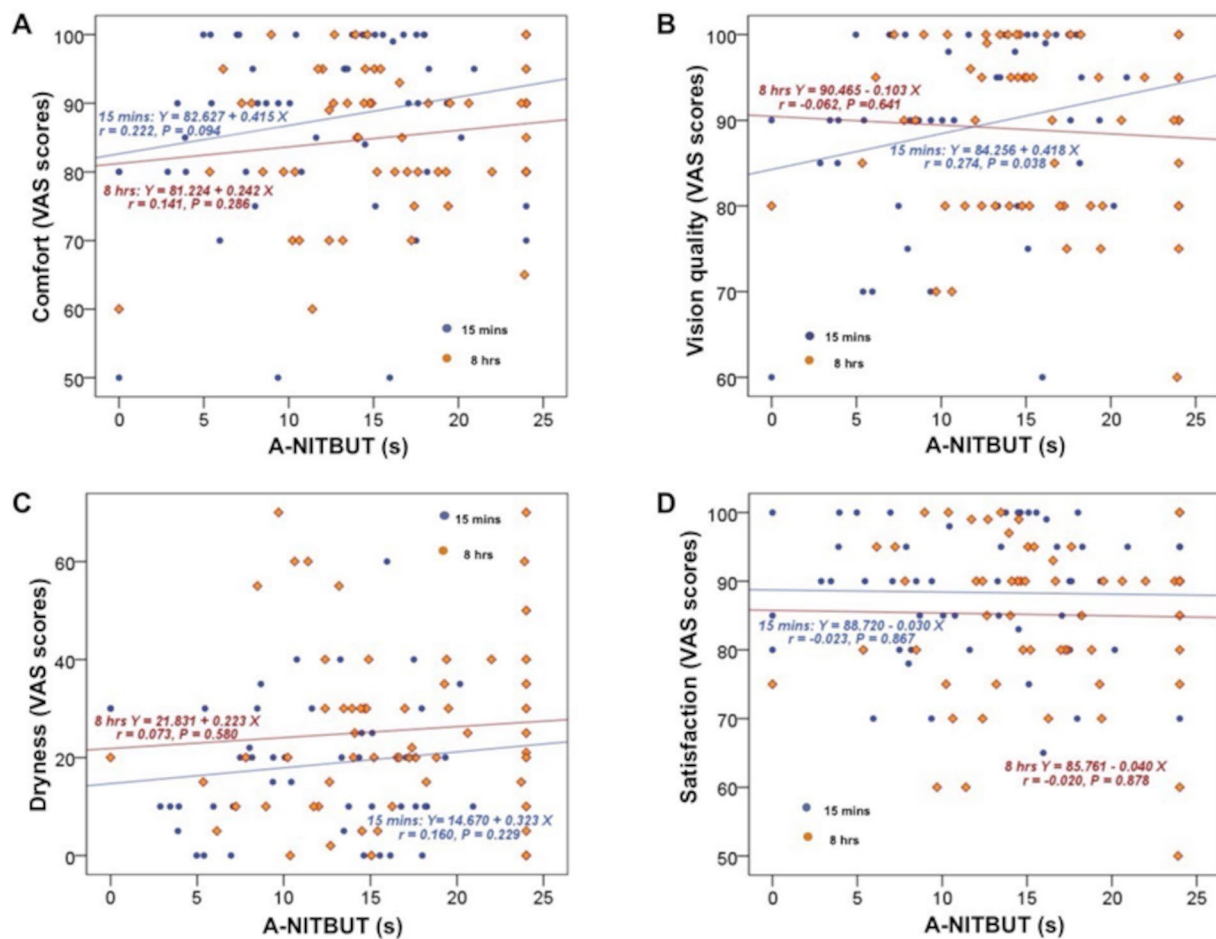 A
Comfort (VAS scores)
100
90
80
70
60
50
15 mins: Y = 82.627 + 0.415 X
r = 0.222, P = 0.094
8 hrs: Y = 81.224 + 0.242 X
r = 0.141, P = 0.286
15 mins
8 hrs
0 5 10 15 20 25
A-NITBUT (s)
B
Vision quality (VAS scores)
100
90
80
70
60
8 hrs Y = 90.465 - 0.103 X
r = -0.062, P = 0.641
15 mins: Y = 84.256 + 0.418 X
r = 0.274, P = 0.038
15 mins
8 hrs
0 5 10 15 20 25
A-NITBUT (s)
C
Dryness (VAS scores)
60
40
20
0
15 mins
8 hrs
8 hrs Y = 21.831 + 0.223 X
r = 0.073, P = 0.580
15 mins: Y = 14.670 + 0.323 X
r = 0.160, P = 0.229
0 5 10 15 20 25
A-NITBUT (s)
D
Satisfaction (VAS scores)
100
90
80
70
60
50
15 mins: Y = 88.720 - 0.030 X
r = -0.023, P = 0.867
8 hrs Y = 85.761 - 0.040 X
r = -0.020, P = 0.878
15 mins
8 hrs
0 5 10 15 20 25
A-NITBUT (s)